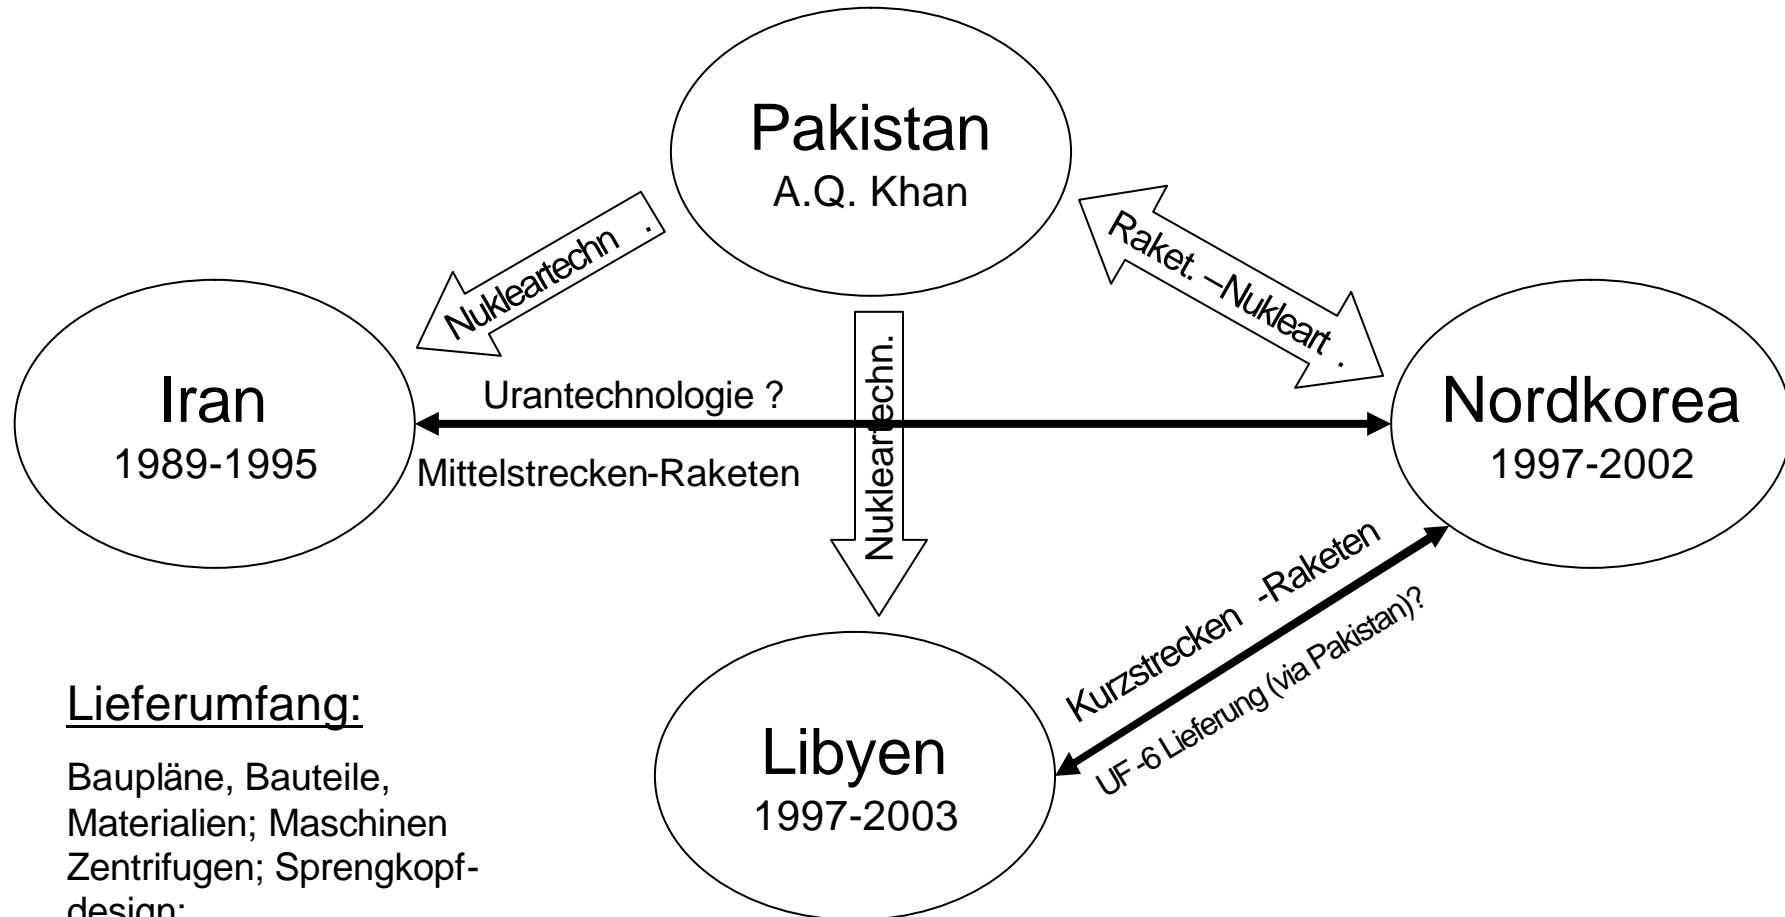 Pakistan
A.Q. Khan
Nukleartechn .
Raket. –Nukleart .
Nukleartechn.
Iran
1989-1995
Urantechnologie ?
Mittelstrecken-Raketen
Nordkorea
1997-2002
Kurzstrecken -Raketen
UF-6 Lieferung (via Pakistan)?
Libyen
1997-2003
Lieferumfang:
Baupläne, Bauteile,
Materialien; Maschinen
Zentrifugen; Sprengkopf-
design;